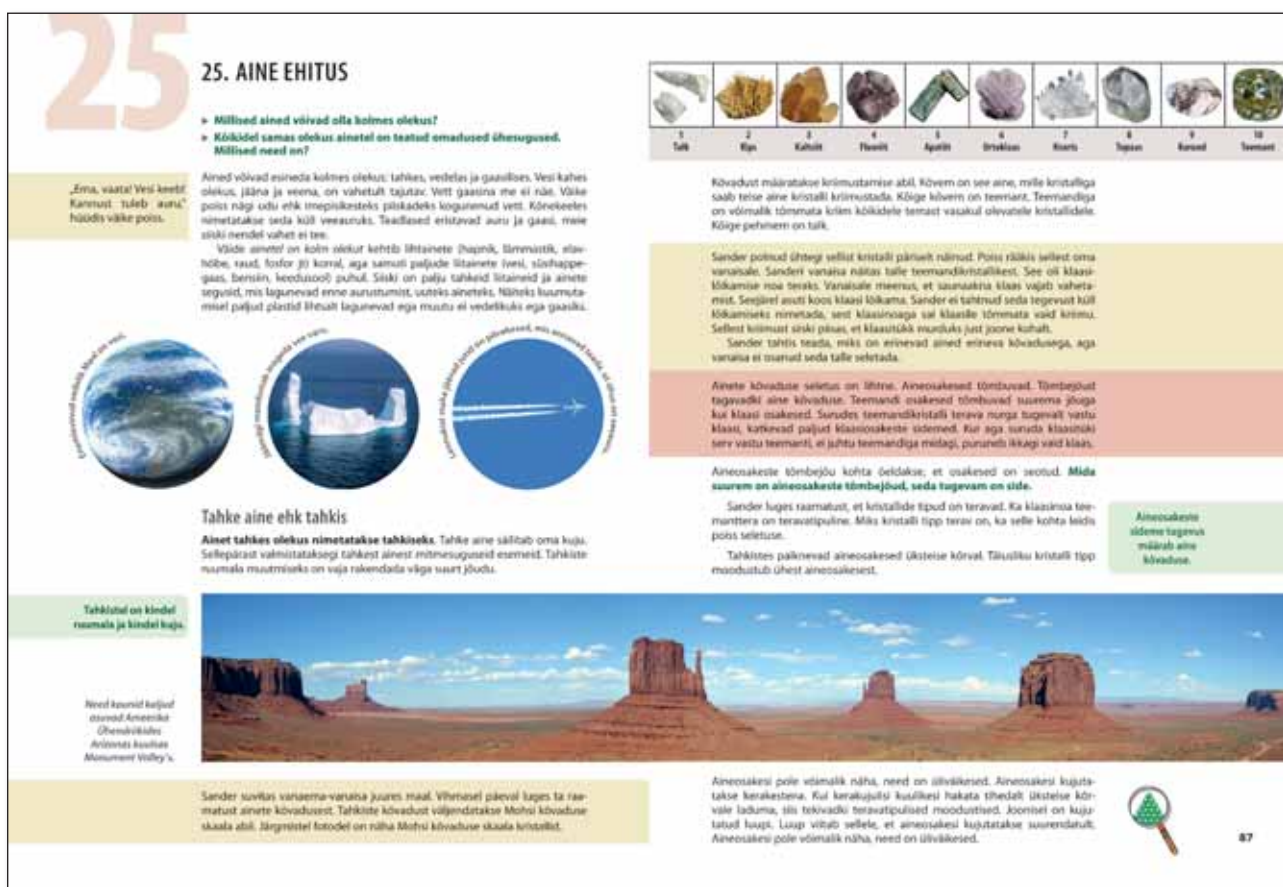 25
25. AINE EHITUS
» Millised ained võivad olla kolmes olekus?
» Kõikidel samas olekus ainetel on teatud omadused ühesugused.
Millised need on?
„Ema, vaata! Vesi keeb!
Kannust tuleb auru,"
hüüdis väike poiss.
Ained võivad esineda kolmes olekus: tahkes, vedelas ja gaasilises. Vesi kahes
olekus, jääna ja veena, on vahetult tajutav. Vett gaasina me ei näe. Väike
poiss nägi udu ehk imepisikesteks piiskadeks kogunenud vett. Kõnekeeles
nimetatakse seda küll veeauruks. Teadlased eristavad auru ja gaasi, meie
siiski nendel vahet ei tee.
Väide ainetel on kolm olekut kehtib lihtainete (hapnik, lämmastik, elav-
hõbe, raud, fosfor jt) korral, aga samuti paljude liitainete (vesi, süsihappe-
gaas, bensiin, keedusool) puhul. Siiski on palju tahkeid liitaineid ja ainete
segusid, mis lagunevad enne aurustumist, uuteks aineteks. Näiteks kuumuta-
misel paljud plastid lihtsalt lagunevad ega muutu ei vedelikuks ega gaasiks.
Tahke aine ehk tahkis
Ainet tahkes olekus nimetatakse tahkiseks. Tahke aine säilitab oma kuju.
Sellepärast valmistataksegi tahkest ainest mitmesuguseid esemeid. Tahkiste
ruumala muutmiseks on vaja rakendada väga suurt jõudu.
Tahkistel on kindel
ruumala ja kindel kuju.
Need kaunid kaljud
asuvad Ameerika
Ühendriikides
Arizonas kuulsas
Monument Valley's.
Sander suvitas vanaema-vanaisa juures maal. Vihmasel päeval luges ta raa-
matust ainete kõvadusest. Tahkiste kõvadust väljendatakse Mohsi kõvaduse
skaala abil. Järgmistel fotodel on näha Mohsi kõvaduse skaala kristallid.
1 2 3 4 5 6 7 8 9 10
Talk Kips Kaltsiit Fluoriit Apatiit Ortoklaas Kvarts Topaas Korund Teemant
Kõvadust määratakse kriimustamise abil. Kõvem on see aine, mille kristalliga
saab teise aine kristalli kriimustada. Kõige kõvem on teemant. Teemandiga
on võimalik tõmmata kriim kõikidele temast vasakul olevatele kristallidele.
Kõige pehmem on talk.
Sander polnud ühtegi sellist kristalli päriselt näinud. Poiss rääkis sellest oma
vanaisale. Sanderi vanaisa näitas talle teemandikristallikest. See oli klaasi-
lõikamise noa teraks. Vanaisale meenus, et saunaakna klaas vajab vaheta-
mist. Seejärel asuti koos klaasi lõikama. Sander ei tahtnud seda tegevust küll
lõikamiseks nimetada, sest klaasinoaga sai klaasile tõmmata vaid kriimu.
Sellest kriimust siiski piisas, et klaasitükk murduks just joone kohalt.
Sander tahtis teada, miks on erinevad ained erineva kõvadusega, aga
vanaisa ei osanud seda talle seletada.
Ainete kõvaduse seletus on lihtne. Aineosakesed tõmbuvad. Tõmbejõud
tagavadki aine kõvaduse. Teemandi osakesed tõmbuvad suurema jõuga
kui klaasi osakesed. Surudes teemandikristalli terava nurga tugevalt vastu
klaasi, katkevad paljud klaasiosakeste sidemed. Kui aga suruda klaasitüki
serv vastu teemanti, ei juhtu teemandiga midagi, puruneb ikkagi vaid klaas.
Aineosakeste tõmbejõu kohta öeldakse, et osakesed on seotud. Mida
suurem on aineosakeste tõmbejõud, seda tugevam on side.
Sander luges raamatust, et kristallide tipud on teravad. Ka klaasinoa tee-
manttera on teravatipuline. Miks kristalli tipp terav on, ka selle kohta leidis
poiss seletuse.
Tahkistes paiknevad aineosakesed üksteise kõrval. Täiusliku kristalli tipp
moodustub ühest aineosakesest.
Aineosakeste
sideme tugevus
määrab aine
kõvaduse.
Aineosakesi pole võimalik näha, need on üliväikesed. Aineosakesi kujuta-
takse kerakestena. Kui kerakujulisi kuulikesi hakata tihedalt üksteise kõr-
vale laduma, siis tekivadki teravatipulised moodustised. Joonisel on kuju-
tatud luupi. Luup viitab sellele, et aineosakesi kujutatakse suurendatult.
Aineosakesi pole võimalik näha, need on üliväikesed.
87